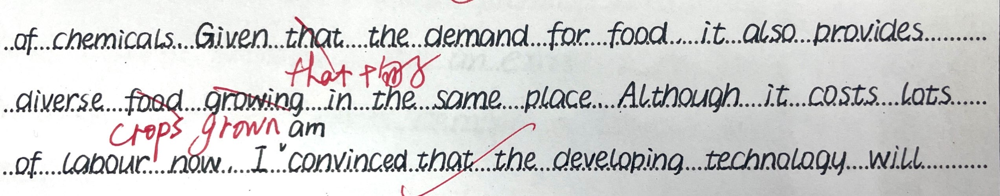 of chemicals. Given that the demand for food, it also provides
that +
diverse food growing in the same place. Although it costs lots
crops grown am
of labour now, I convinced that the developing technology will